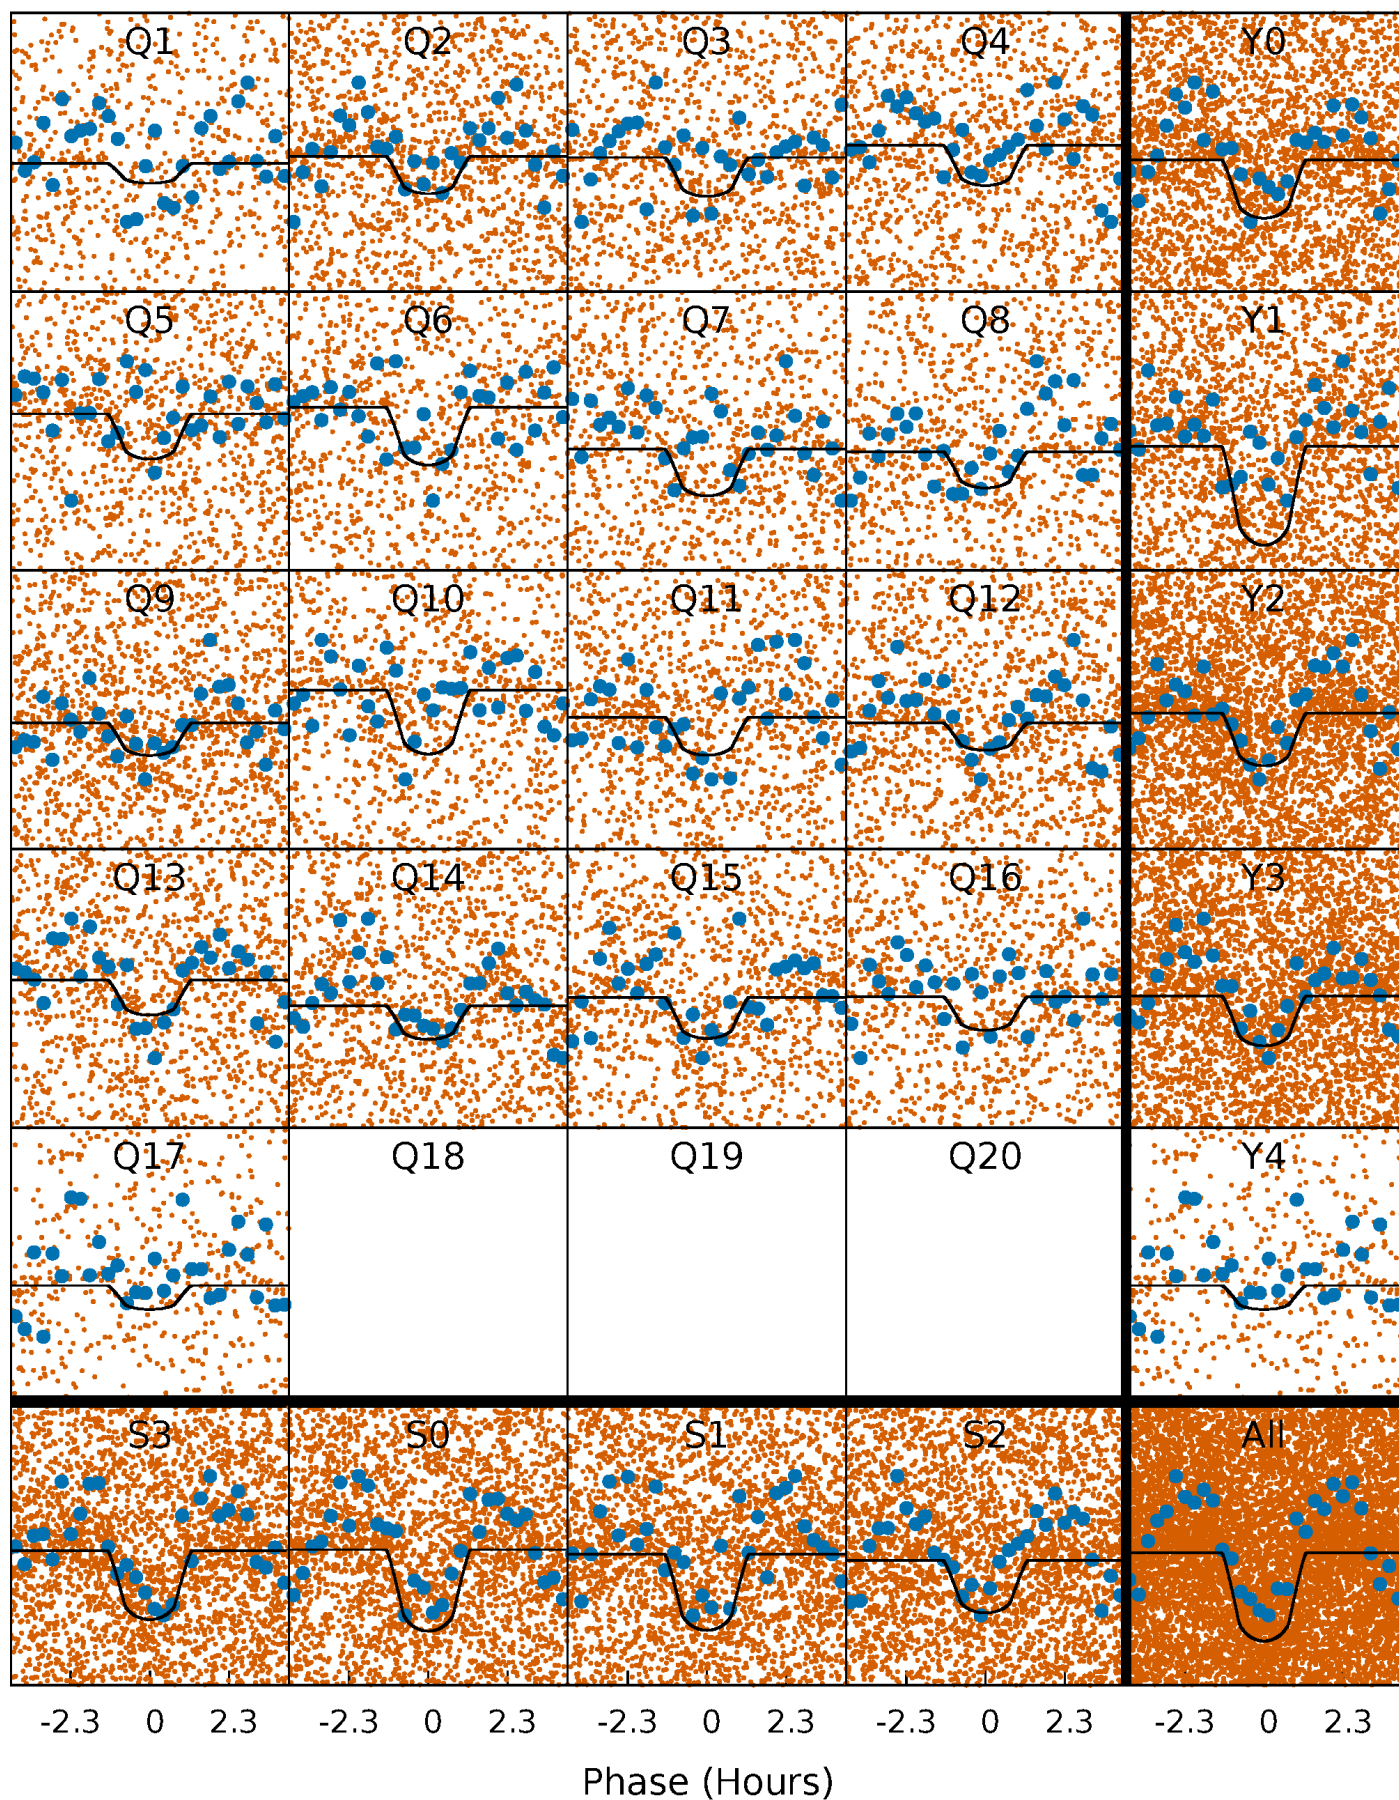 Q1 Q2 Q3 Q4 Y0
Q5 Q6 Q7 Q8 Y1
Q9 Q10 Q11 Q12 Y2
Q13 Q14 Q15 Q16 Y3
Q17 Q18 Q19 Q20 Y4
S3 S0 S1 S2 All
-2.3 0 2.3 -2.3 0 2.3 -2.3 0 2.3 -2.3 0 2.3 -2.3 0 2.3
Phase (Hours)